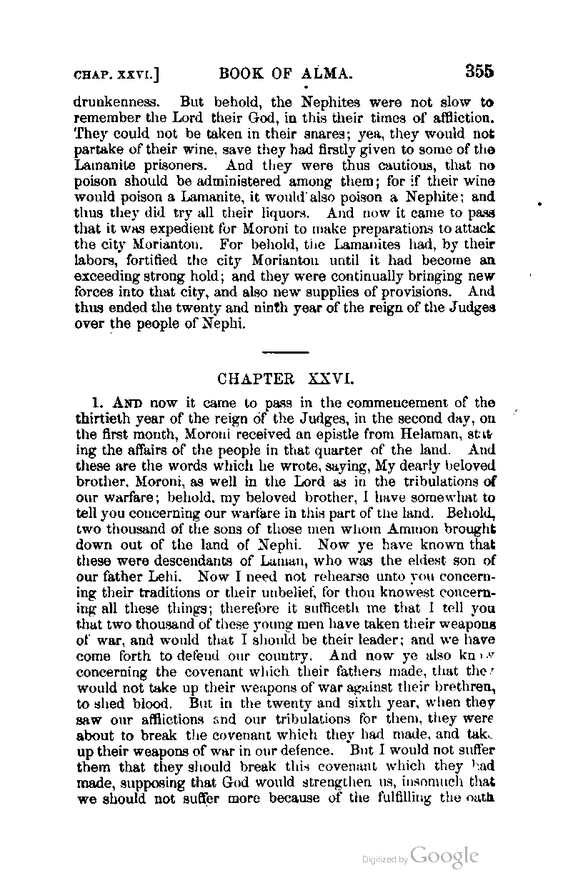 CHAP. XXVI.] BOOK OF ALMA. 355
drunkenness. But behold, the Nephites were not slow to
remember the Lord their God, in this their times of affliction.
They could not be taken in their snares; yea, they would not
partake of their wine, save they had firstly given to some of the
Lamanite prisoners. And they were thus cautious, that no
poison should be administered among them; for if their wine
would poison a Lamanite, it would also poison a Nephite; and
thus they did try all their liquors. And now it came to pass
that it was expedient for Moroni to make preparations to attack
the city Morianton. For behold, the Lamanites had, by their
labors, fortified the city Morianton until it had become an
exceeding strong hold; and they were continually bringing new
forces into that city, and also new supplies of provisions. And
thus ended the twenty and ninth year of the reign of the Judges
over the people of Nephi.
CHAPTER XXVI.
1. AND now it came to pass in the commencement of the
thirtieth year of the reign of the Judges, in the second day, on
the first month, Moroni received an epistle from Helaman, stat-
ing the affairs of the people in that quarter of the land. And
these are the words which he wrote, saying, My dearly beloved
brother, Moroni, as well in the Lord as in the tribulations of
our warfare; behold, my beloved brother, I have somewhat to
tell you concerning our warfare in this part of the land. Behold,
two thousand of the sons of those men whom Ammon brought
down out of the land of Nephi. Now ye have known that
these were descendants of Laman, who was the eldest son of
our father Lehi. Now I need not rehearse unto you concern-
ing their traditions or their unbelief, for thou knowest concern-
ing all these things; therefore it sufficeth me that I tell you
that two thousand of these young men have taken their weapons
of war, and would that I should be their leader; and we have
come forth to defend our country. And now ye also know
concerning the covenant which their fathers made, that they
would not take up their weapons of war against their brethren,
to shed blood. But in the twenty and sixth year, when they
saw our afflictions and our tribulations for them, they were
about to break the covenant which they had made, and take
up their weapons of war in our defence. But I would not suffer
them that they should break this covenant which they had
made, supposing that God would strengthen us, insomuch that
we should not suffer more because of the fulfilling the oath
Digitized by Google